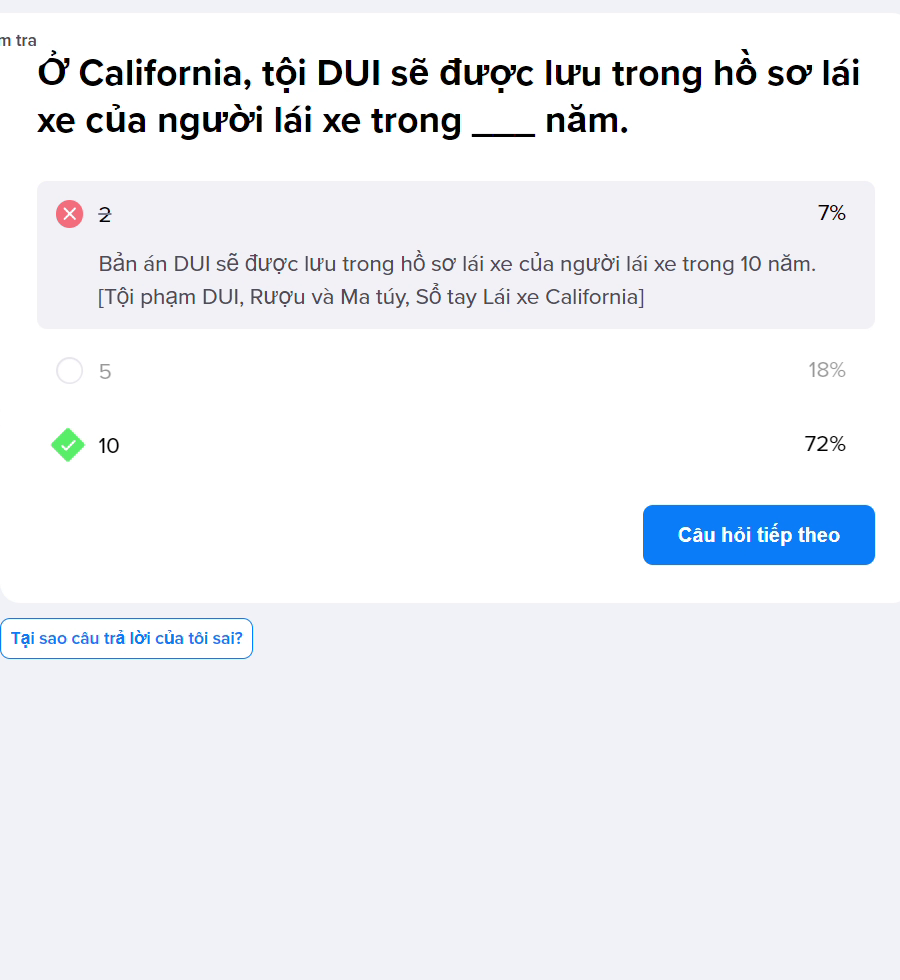 m tra
Ở California, tội DUI sẽ được lưu trong hồ sơ lái
xe của người lái xe trong ___ năm.
2 7%
Bản án DUI sẽ được lưu trong hồ sơ lái xe của người lái xe trong 10 năm.
[Tội phạm DUI, Rượu và Ma túy, Sổ tay Lái xe California]
5 18%
10 72%
Câu hỏi tiếp theo
Tại sao câu trả lời của tôi sai?